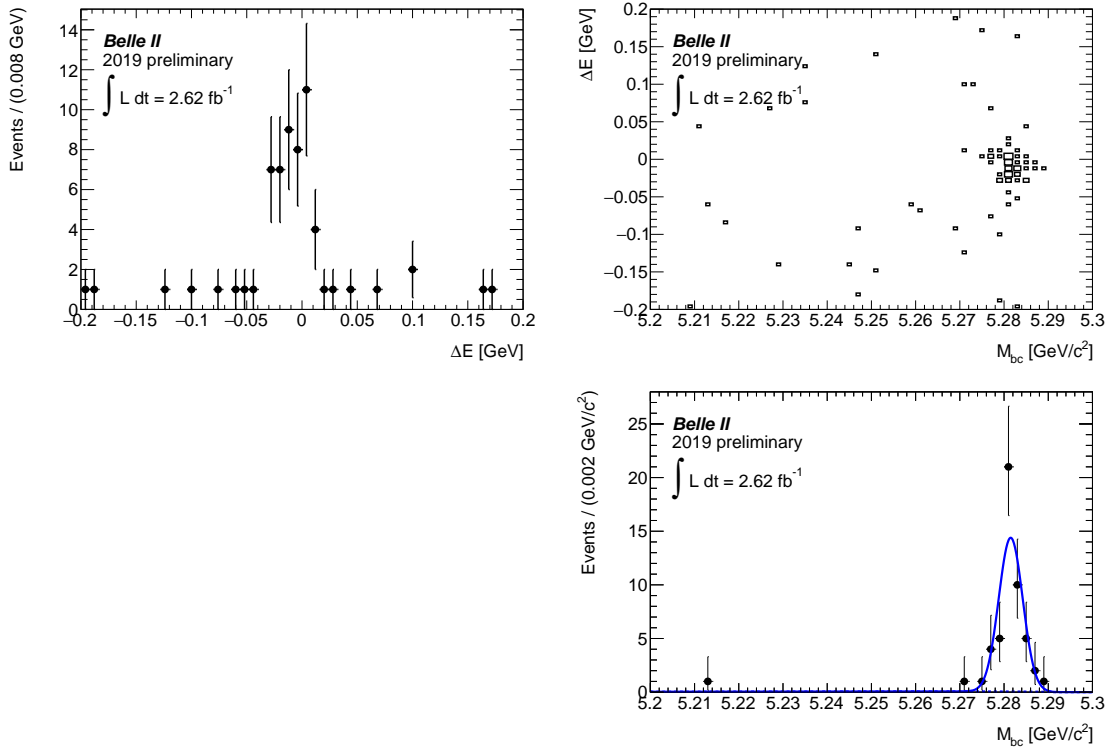 Events / (0.008 GeV)
14
12
10
8
6
4
2
0
Belle II
2019 preliminary
∫ L dt = 2.62 fb⁻¹
−0.2 −0.15 −0.1 −0.05 0 0.05 0.1 0.15 0.2
ΔE [GeV]
ΔE [GeV]
0.2
0.15
0.1
0.05
0
−0.05
−0.1
−0.15
−0.2
Belle II
2019 preliminary
∫ L dt = 2.62 fb⁻¹
5.2 5.21 5.22 5.23 5.24 5.25 5.26 5.27 5.28 5.29 5.3
M_bc [GeV/c²]
Events / (0.002 GeV/c²)
25
20
15
10
5
0
Belle II
2019 preliminary
∫ L dt = 2.62 fb⁻¹
5.2 5.21 5.22 5.23 5.24 5.25 5.26 5.27 5.28 5.29 5.3
M_bc [GeV/c²]